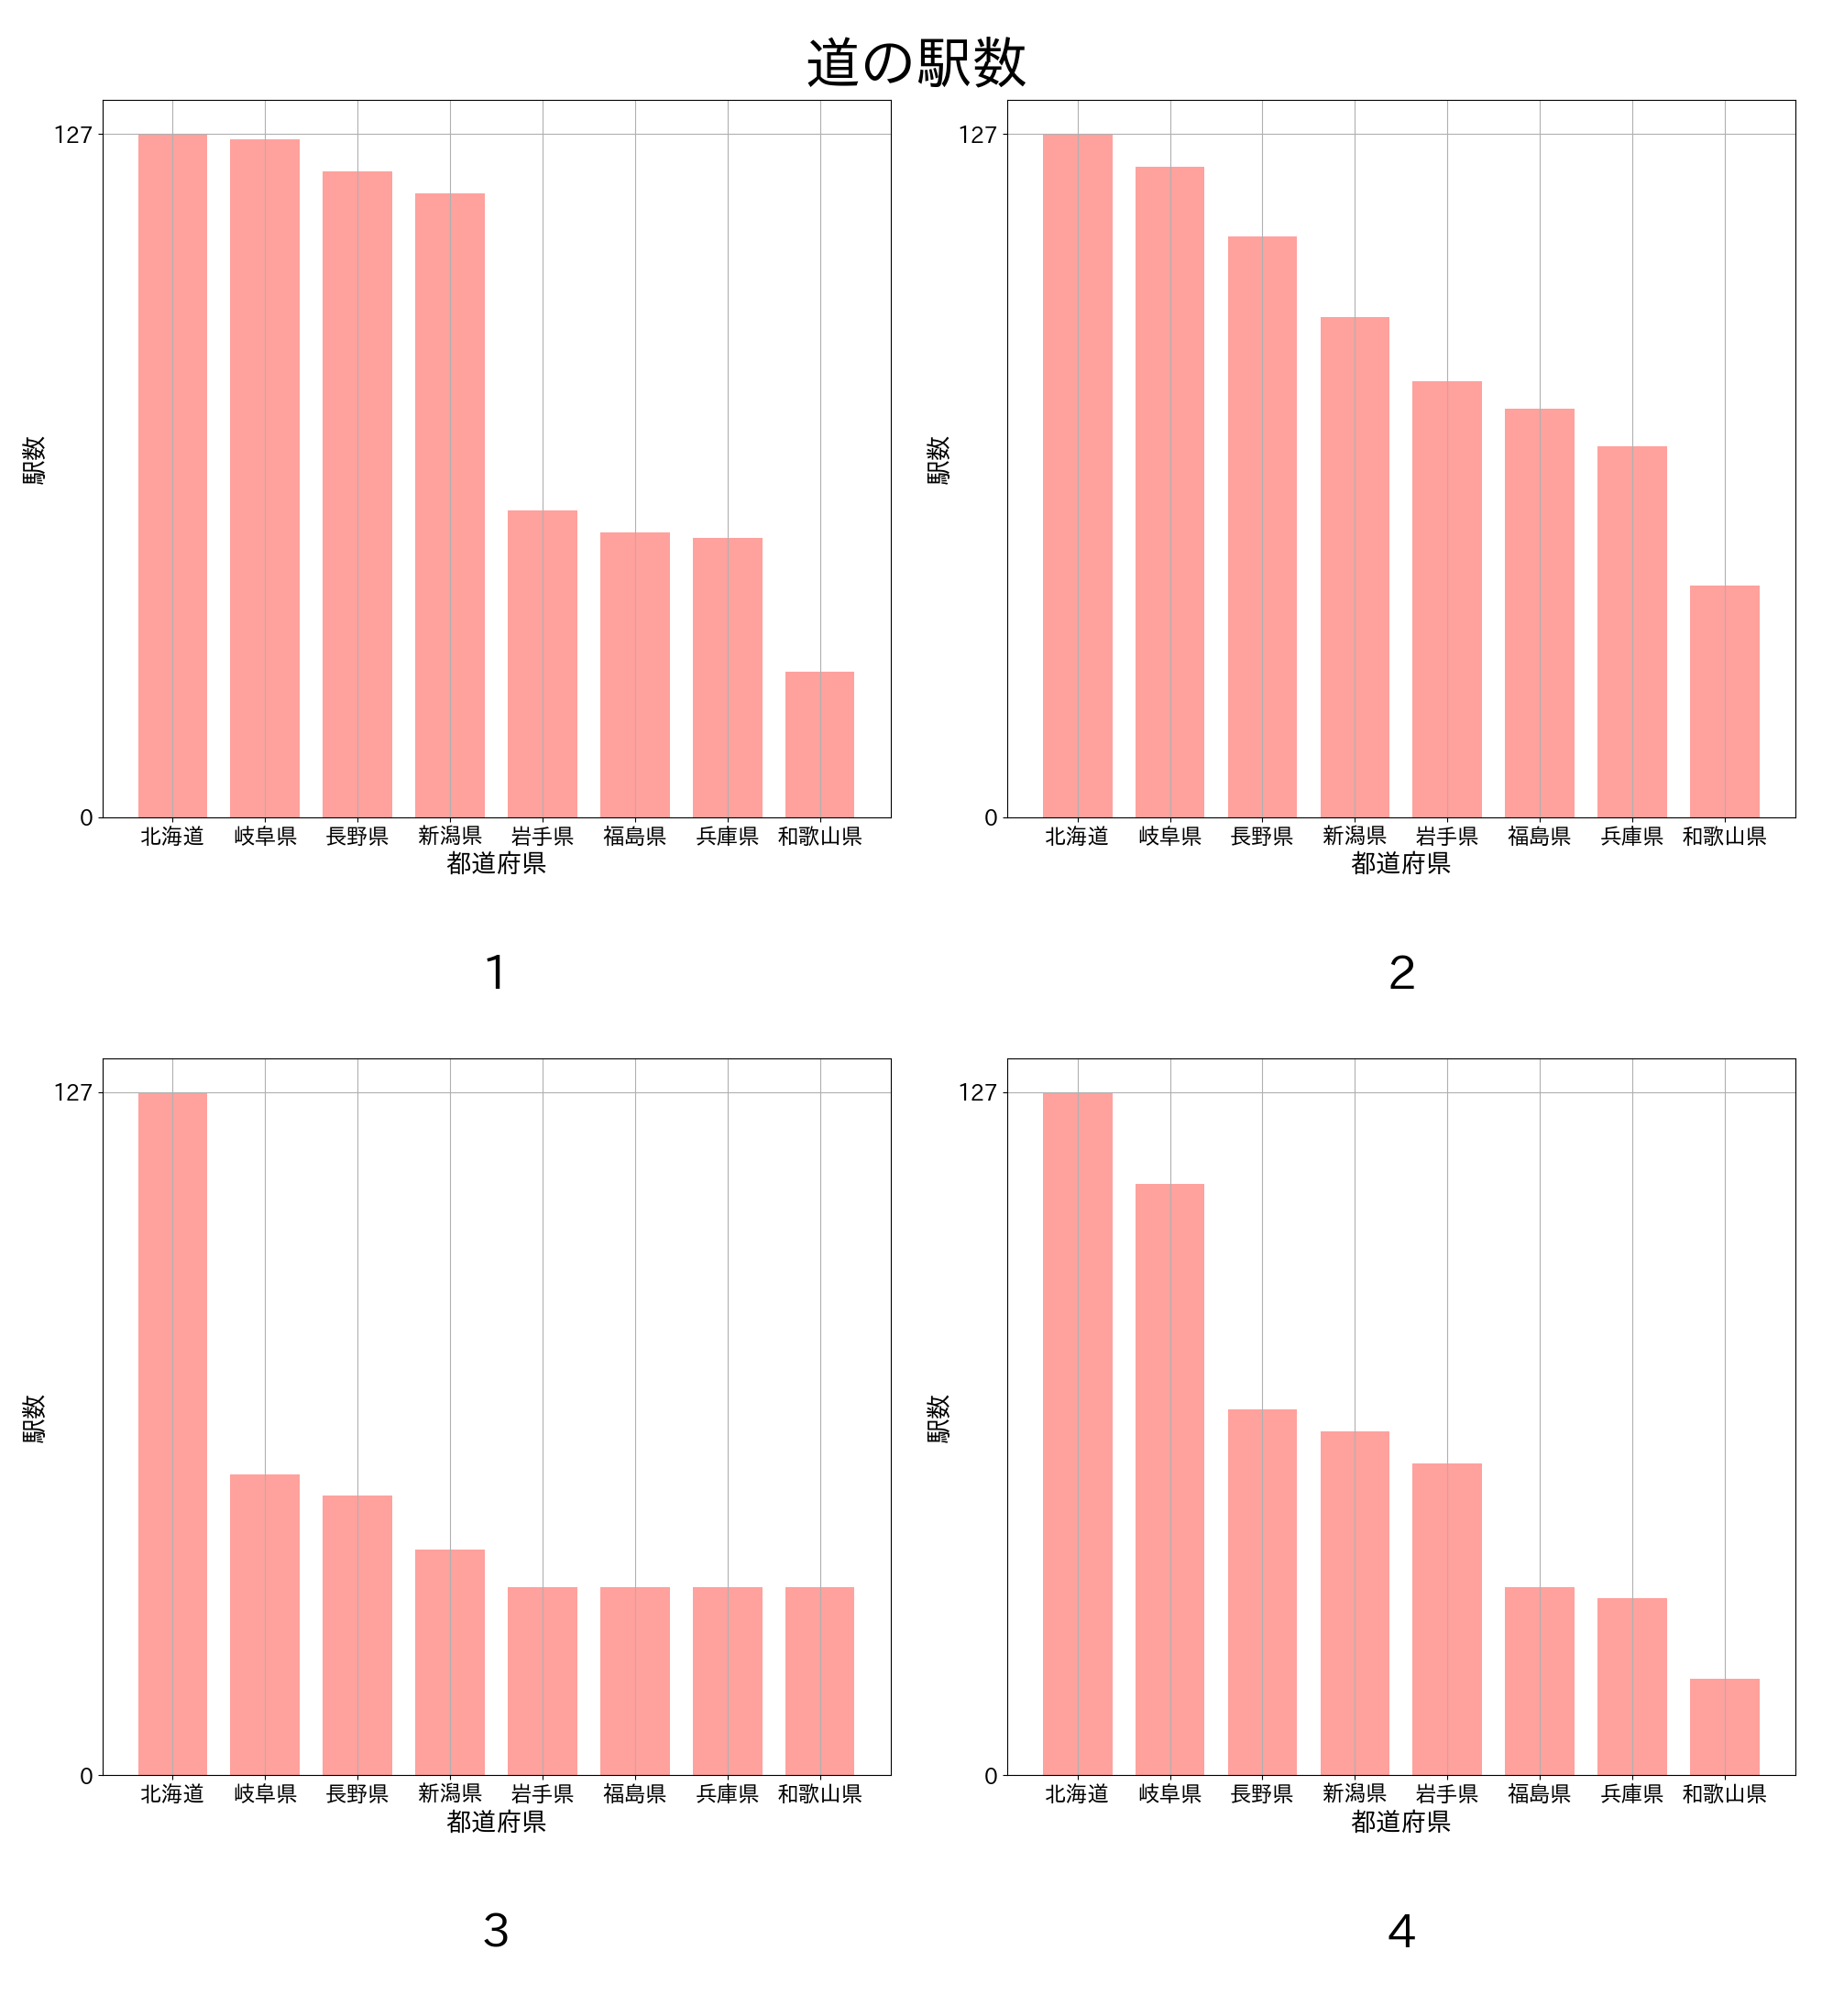 道の駅数
127
駅数
0
北海道 岐阜県 長野県 新潟県 岩手県 福島県 兵庫県 和歌山県
都道府県
1
127
駅数
0
北海道 岐阜県 長野県 新潟県 岩手県 福島県 兵庫県 和歌山県
都道府県
2
127
駅数
0
北海道 岐阜県 長野県 新潟県 岩手県 福島県 兵庫県 和歌山県
都道府県
3
127
駅数
0
北海道 岐阜県 長野県 新潟県 岩手県 福島県 兵庫県 和歌山県
都道府県
4